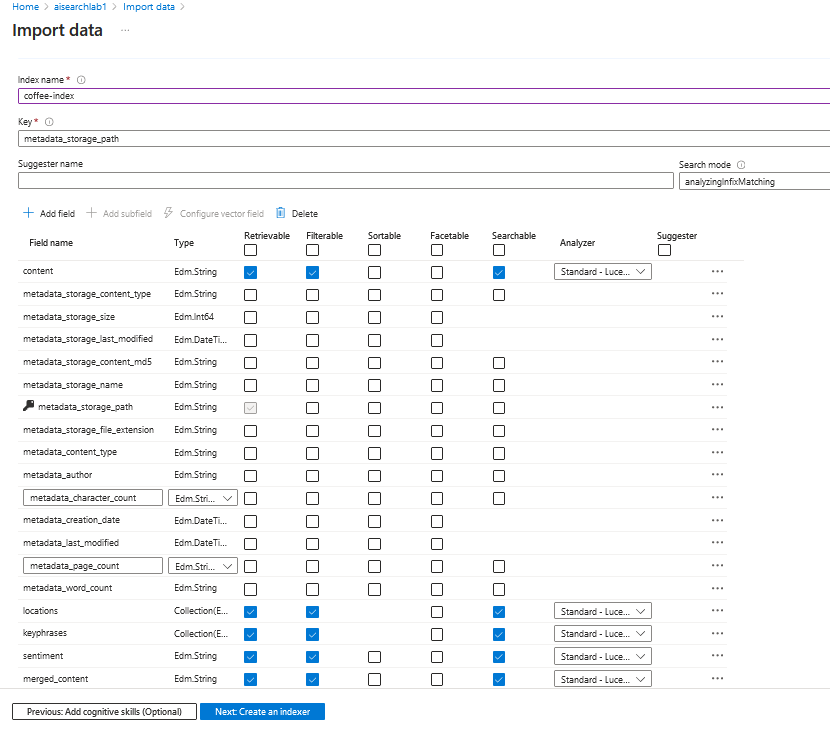 Home > aisearchlab1 > Import data >
Import data ...
Index name *
coffee-index
Key *
metadata_storage_path
Suggester name
Search mode
analyzingInfixMatching
Add field Add subfield Configure vector field Delete
Field name Type Retrievable Filterable Sortable Facetable Searchable Analyzer Suggester
content Edm.String Standard - Luce...
metadata_storage_content_type Edm.String
metadata_storage_size Edm.Int64
metadata_storage_last_modified Edm.DateTi...
metadata_storage_content_md5 Edm.String
metadata_storage_name Edm.String
metadata_storage_path Edm.String
metadata_storage_file_extension Edm.String
metadata_content_type Edm.String
metadata_author Edm.String
metadata_character_count Edm.Stri...
metadata_creation_date Edm.DateTi...
metadata_last_modified Edm.DateTi...
metadata_page_count Edm.Stri...
metadata_word_count Edm.String
locations Collection(E... Standard - Luce...
keyphrases Collection(E... Standard - Luce...
sentiment Edm.String Standard - Luce...
merged_content Edm.String Standard - Luce...
Previous: Add cognitive skills (Optional) Next: Create an indexer